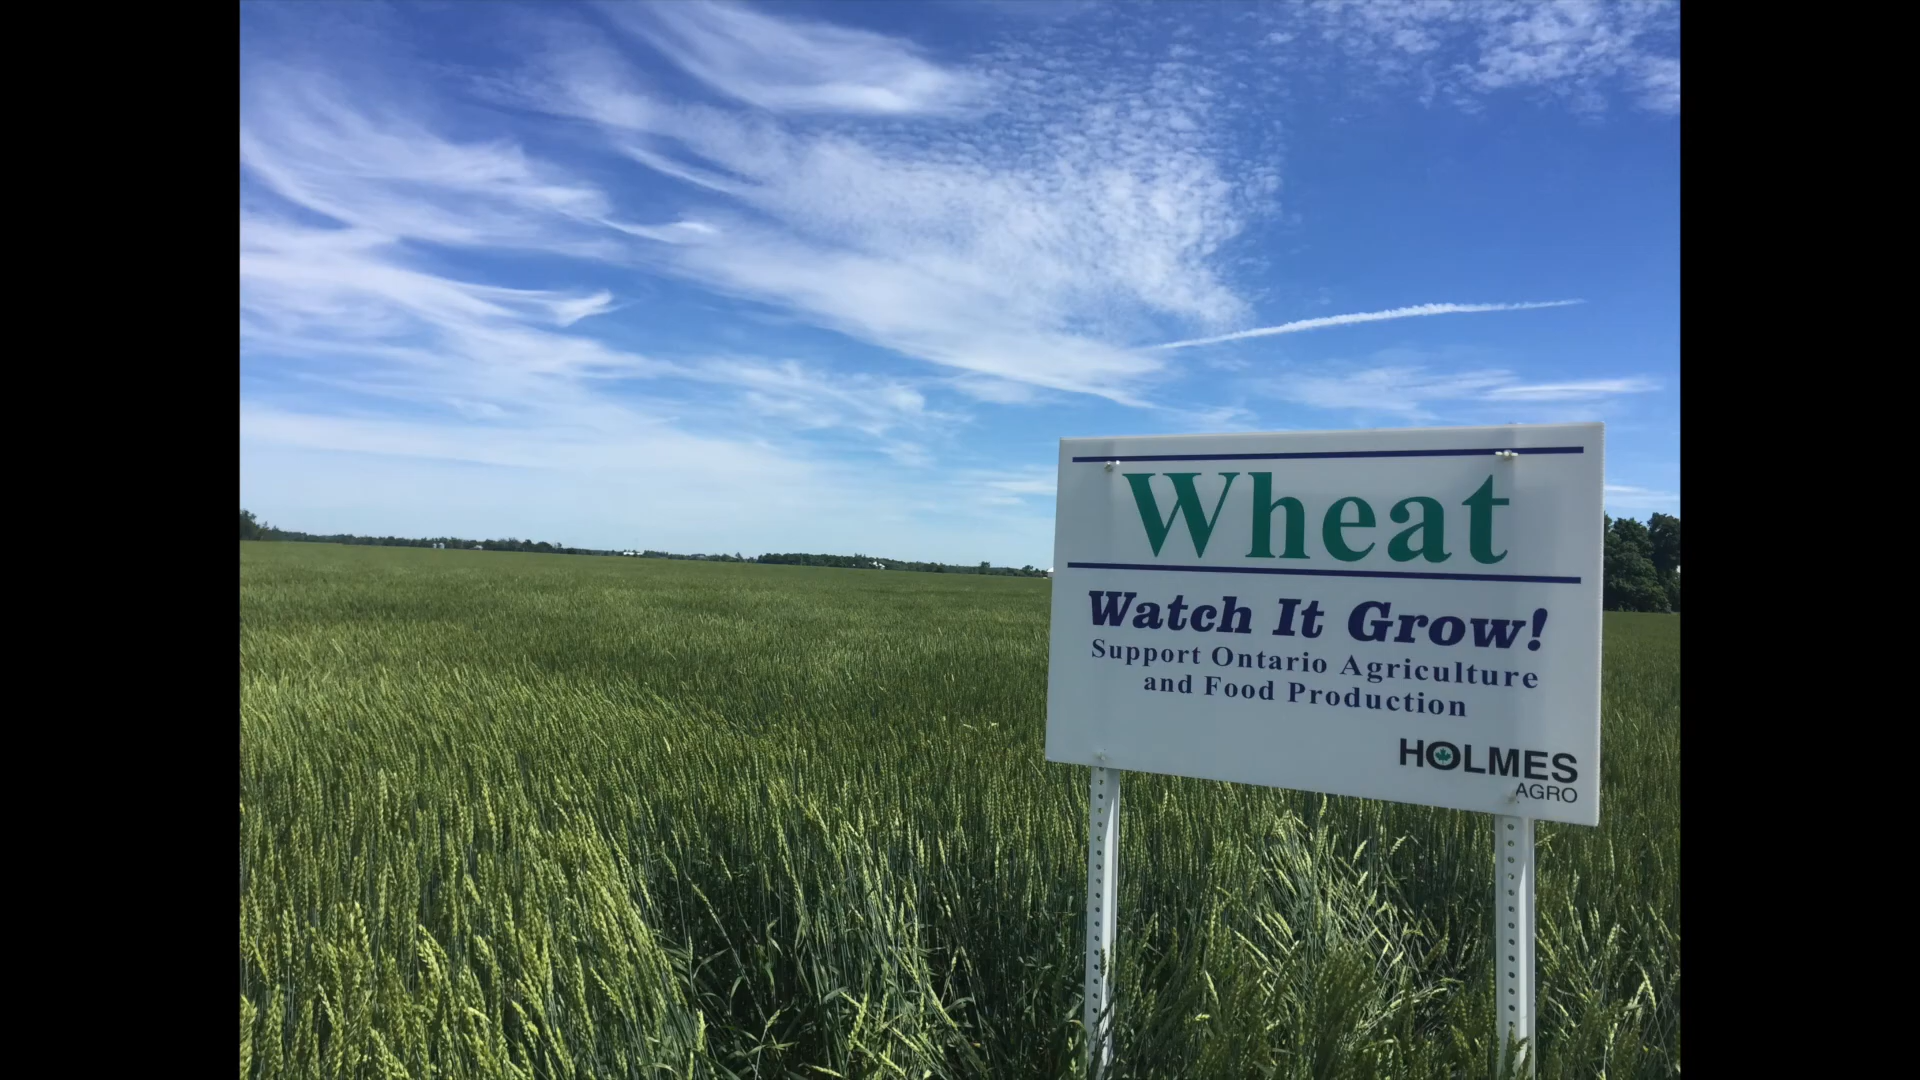 Wheat
Watch It Grow!
Support Ontario Agriculture
and Food Production
HOLMES
AGRO